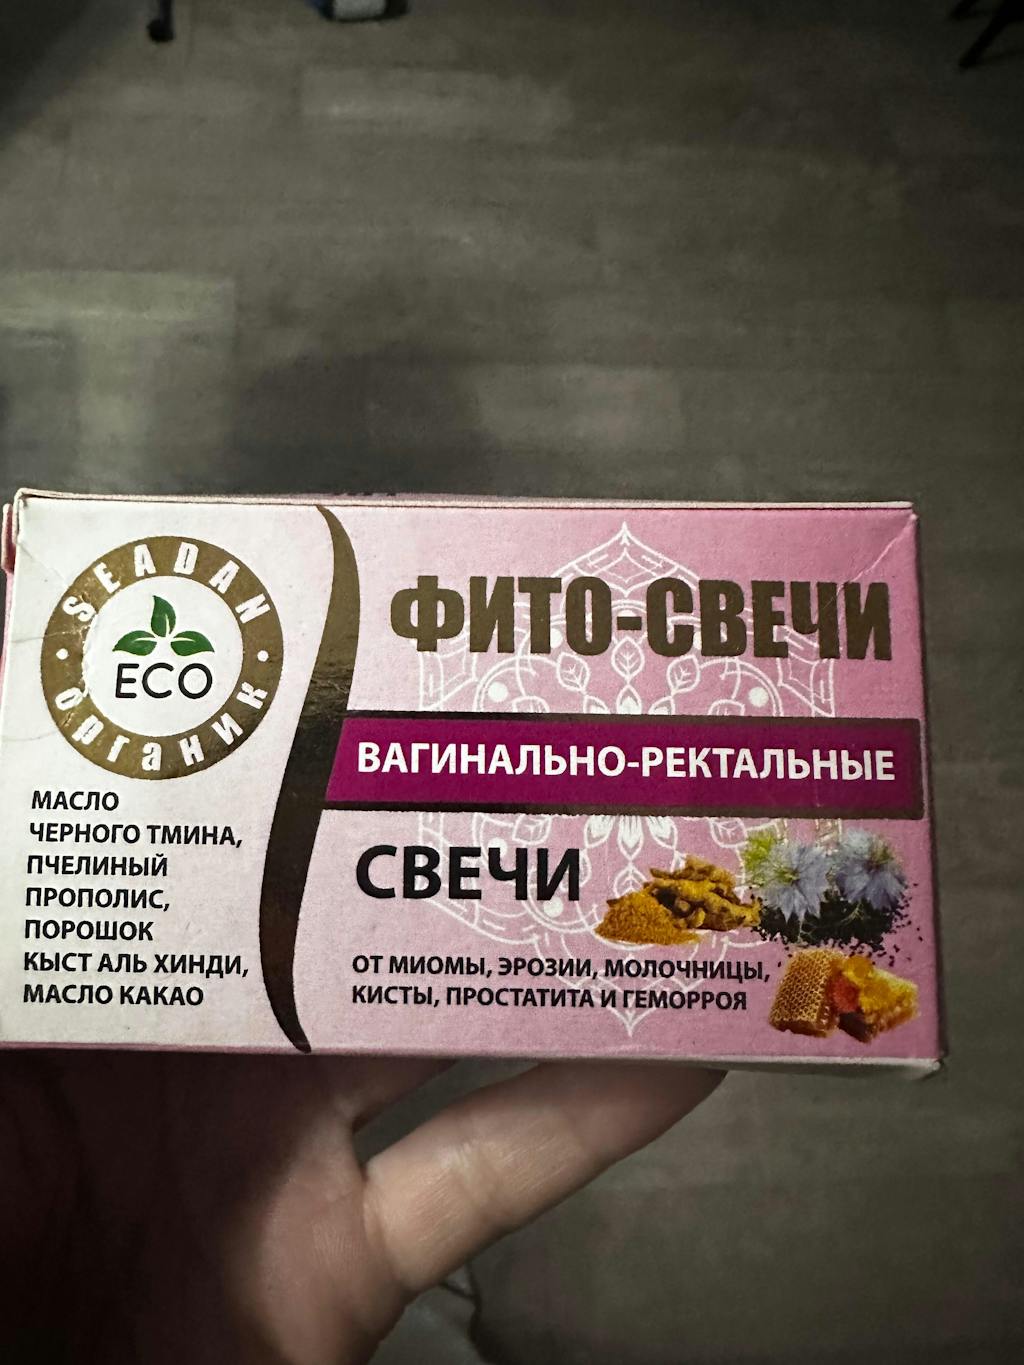 SEADAN
органик
ECO
МАСЛО
ЧЕРНОГО ТМИНА,
ПЧЕЛИНЫЙ
ПРОПОЛИС,
ПОРОШОК
КЫСТ АЛЬ ХИНДИ,
МАСЛО КАКАО
ФИТО-СВЕЧИ
ВАГИНАЛЬНО-РЕКТАЛЬНЫЕ
СВЕЧИ
ОТ МИОМЫ, ЭРОЗИИ, МОЛОЧНИЦЫ,
КИСТЫ, ПРОСТАТИТА И ГЕМОРРОЯ